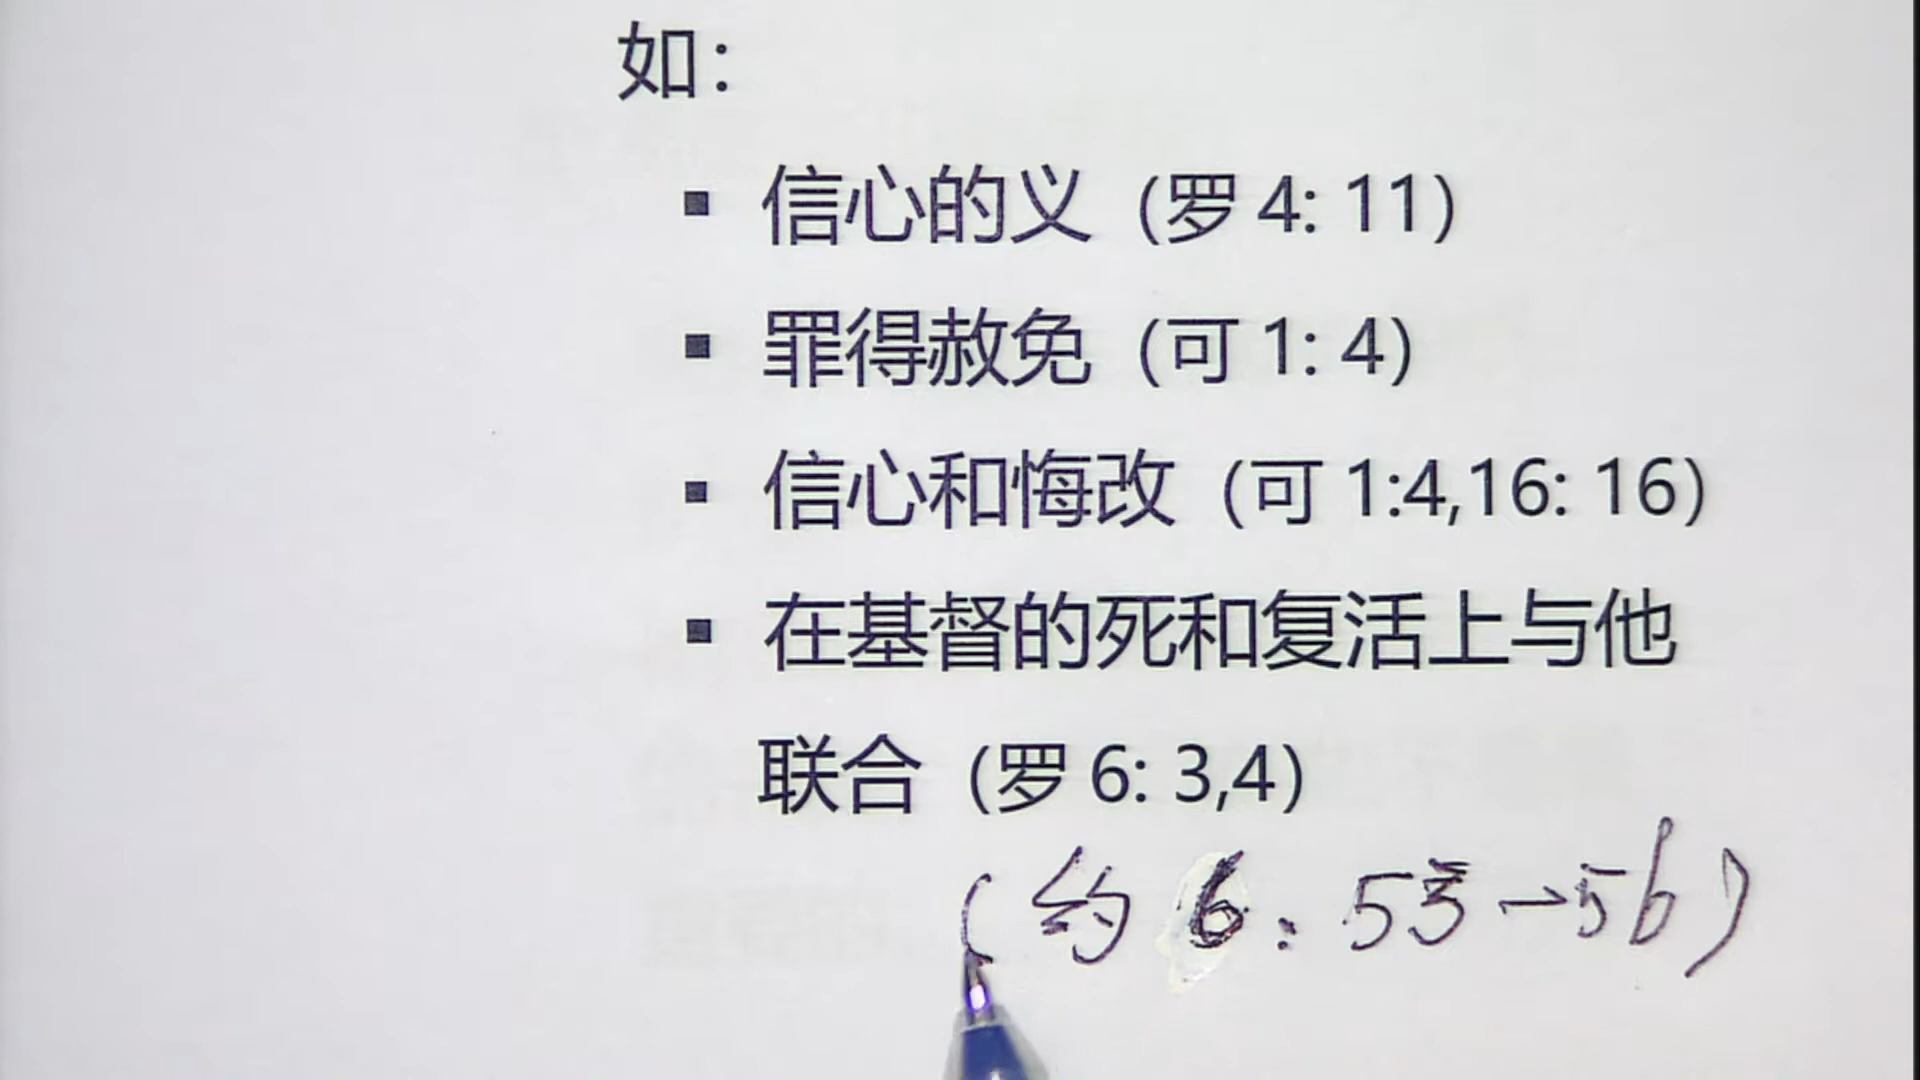 如：
▪ 信心的义（罗 4: 11）
▪ 罪得赦免（可 1: 4）
▪ 信心和悔改（可 1:4,16: 16）
▪ 在基督的死和复活上与他
联合（罗 6: 3,4）
（约 6：53—56）